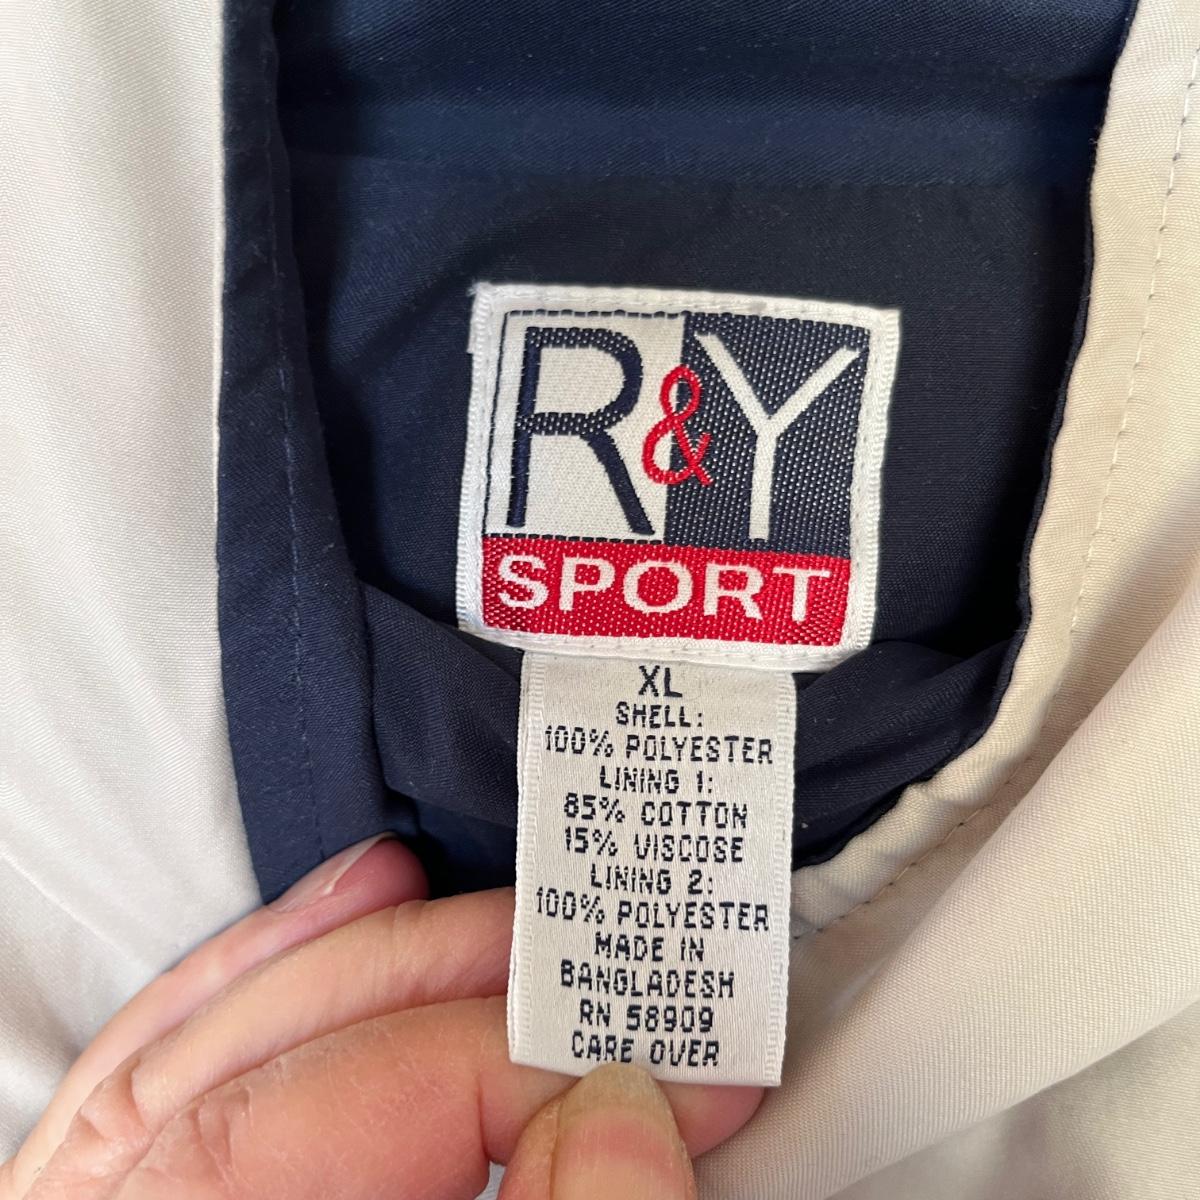 R&Y
SPORT
XL
SHELL:
100% POLYESTER
LINING 1:
85% COTTON
15% VISCOSE
LINING 2:
100% POLYESTER
MADE IN
BANGLADESH
RN 58909
CARE OVER